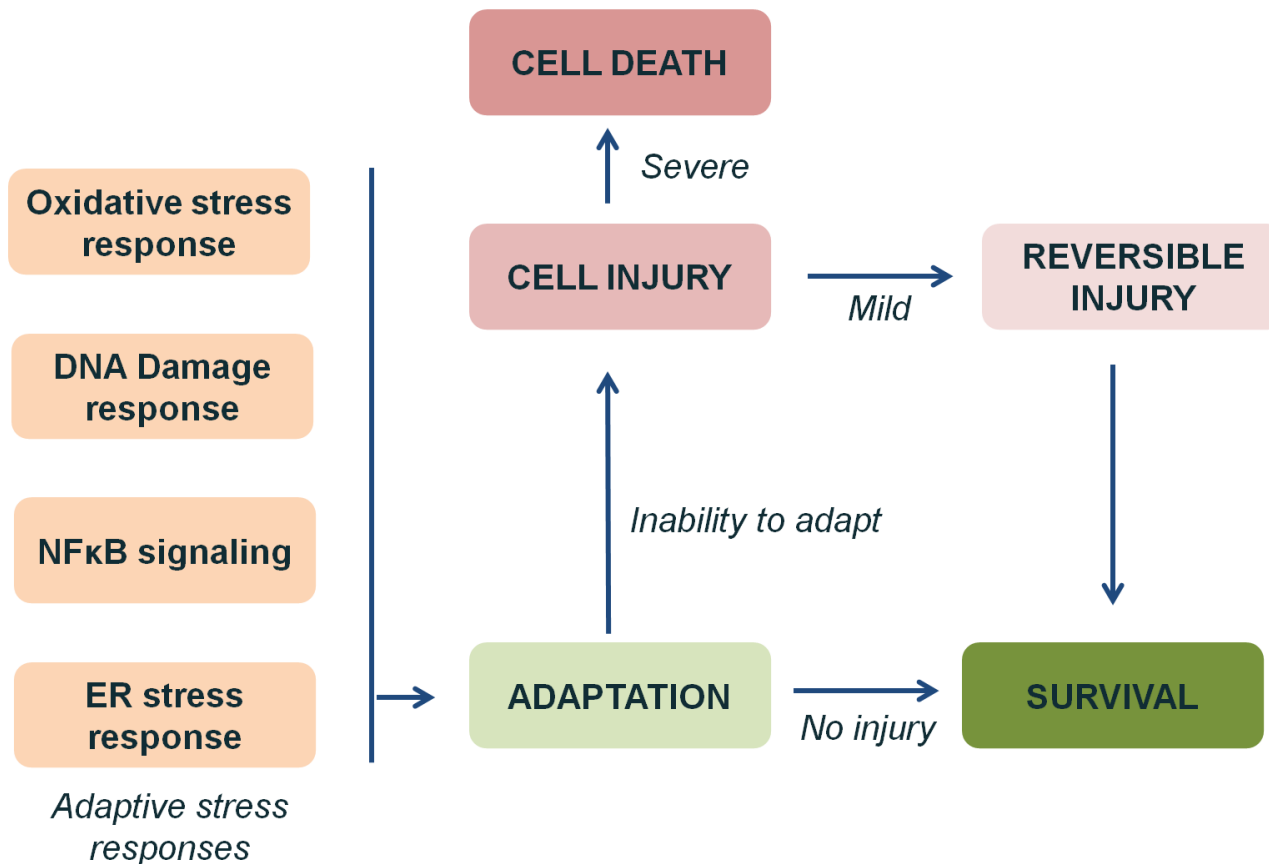 CELL DEATH
Severe
Oxidative stress
response
CELL INJURY
Mild
REVERSIBLE
INJURY
DNA Damage
response
NFκB signaling
Inability to adapt
ER stress
response
ADAPTATION
No injury
SURVIVAL
Adaptive stress
responses